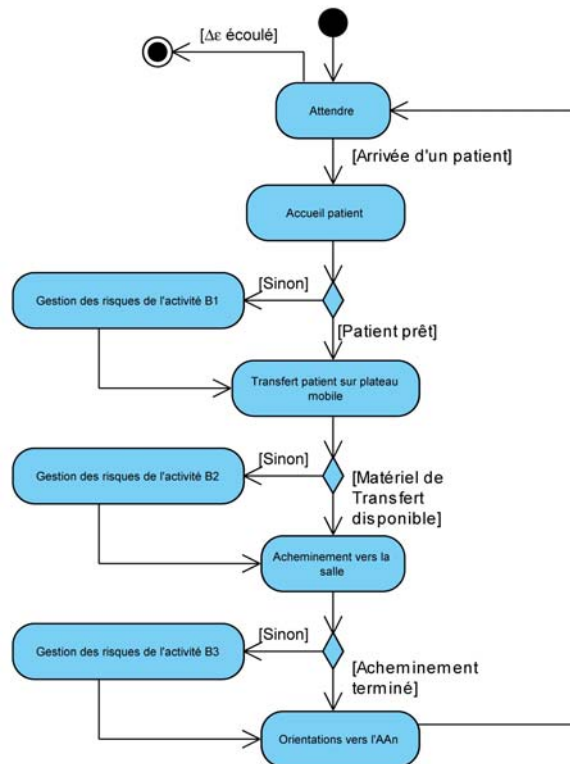 [Δε écoulé]
Attendre
[Arrivée d'un patient]
Accueil patient
[Sinon]
Gestion des risques de l'activité B1
[Patient prêt]
Transfert patient sur plateau
mobile
[Sinon]
Gestion des risques de l'activité B2
[Matériel de
Transfert
disponible]
Acheminement vers la
salle
[Sinon]
Gestion des risques de l'activité B3
[Acheminement
terminé]
Orientations vers l'AAn